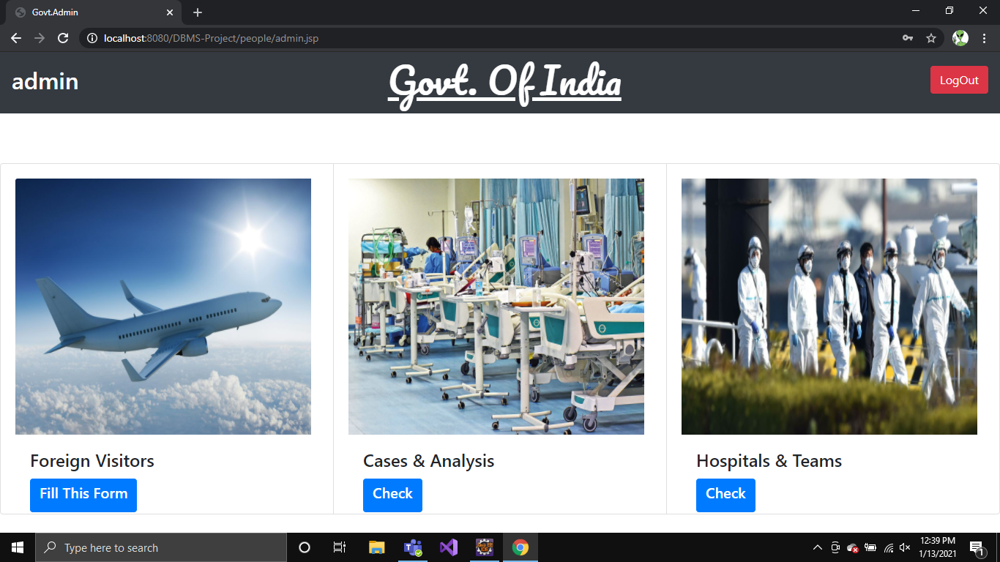 Govt.Admin
localhost:8080/DBMS-Project/people/admin.jsp
admin
Govt. Of India
LogOut
Foreign Visitors
Fill This Form
Cases & Analysis
Check
Hospitals & Teams
Check
Type here to search
12:39 PM
1/13/2021
1